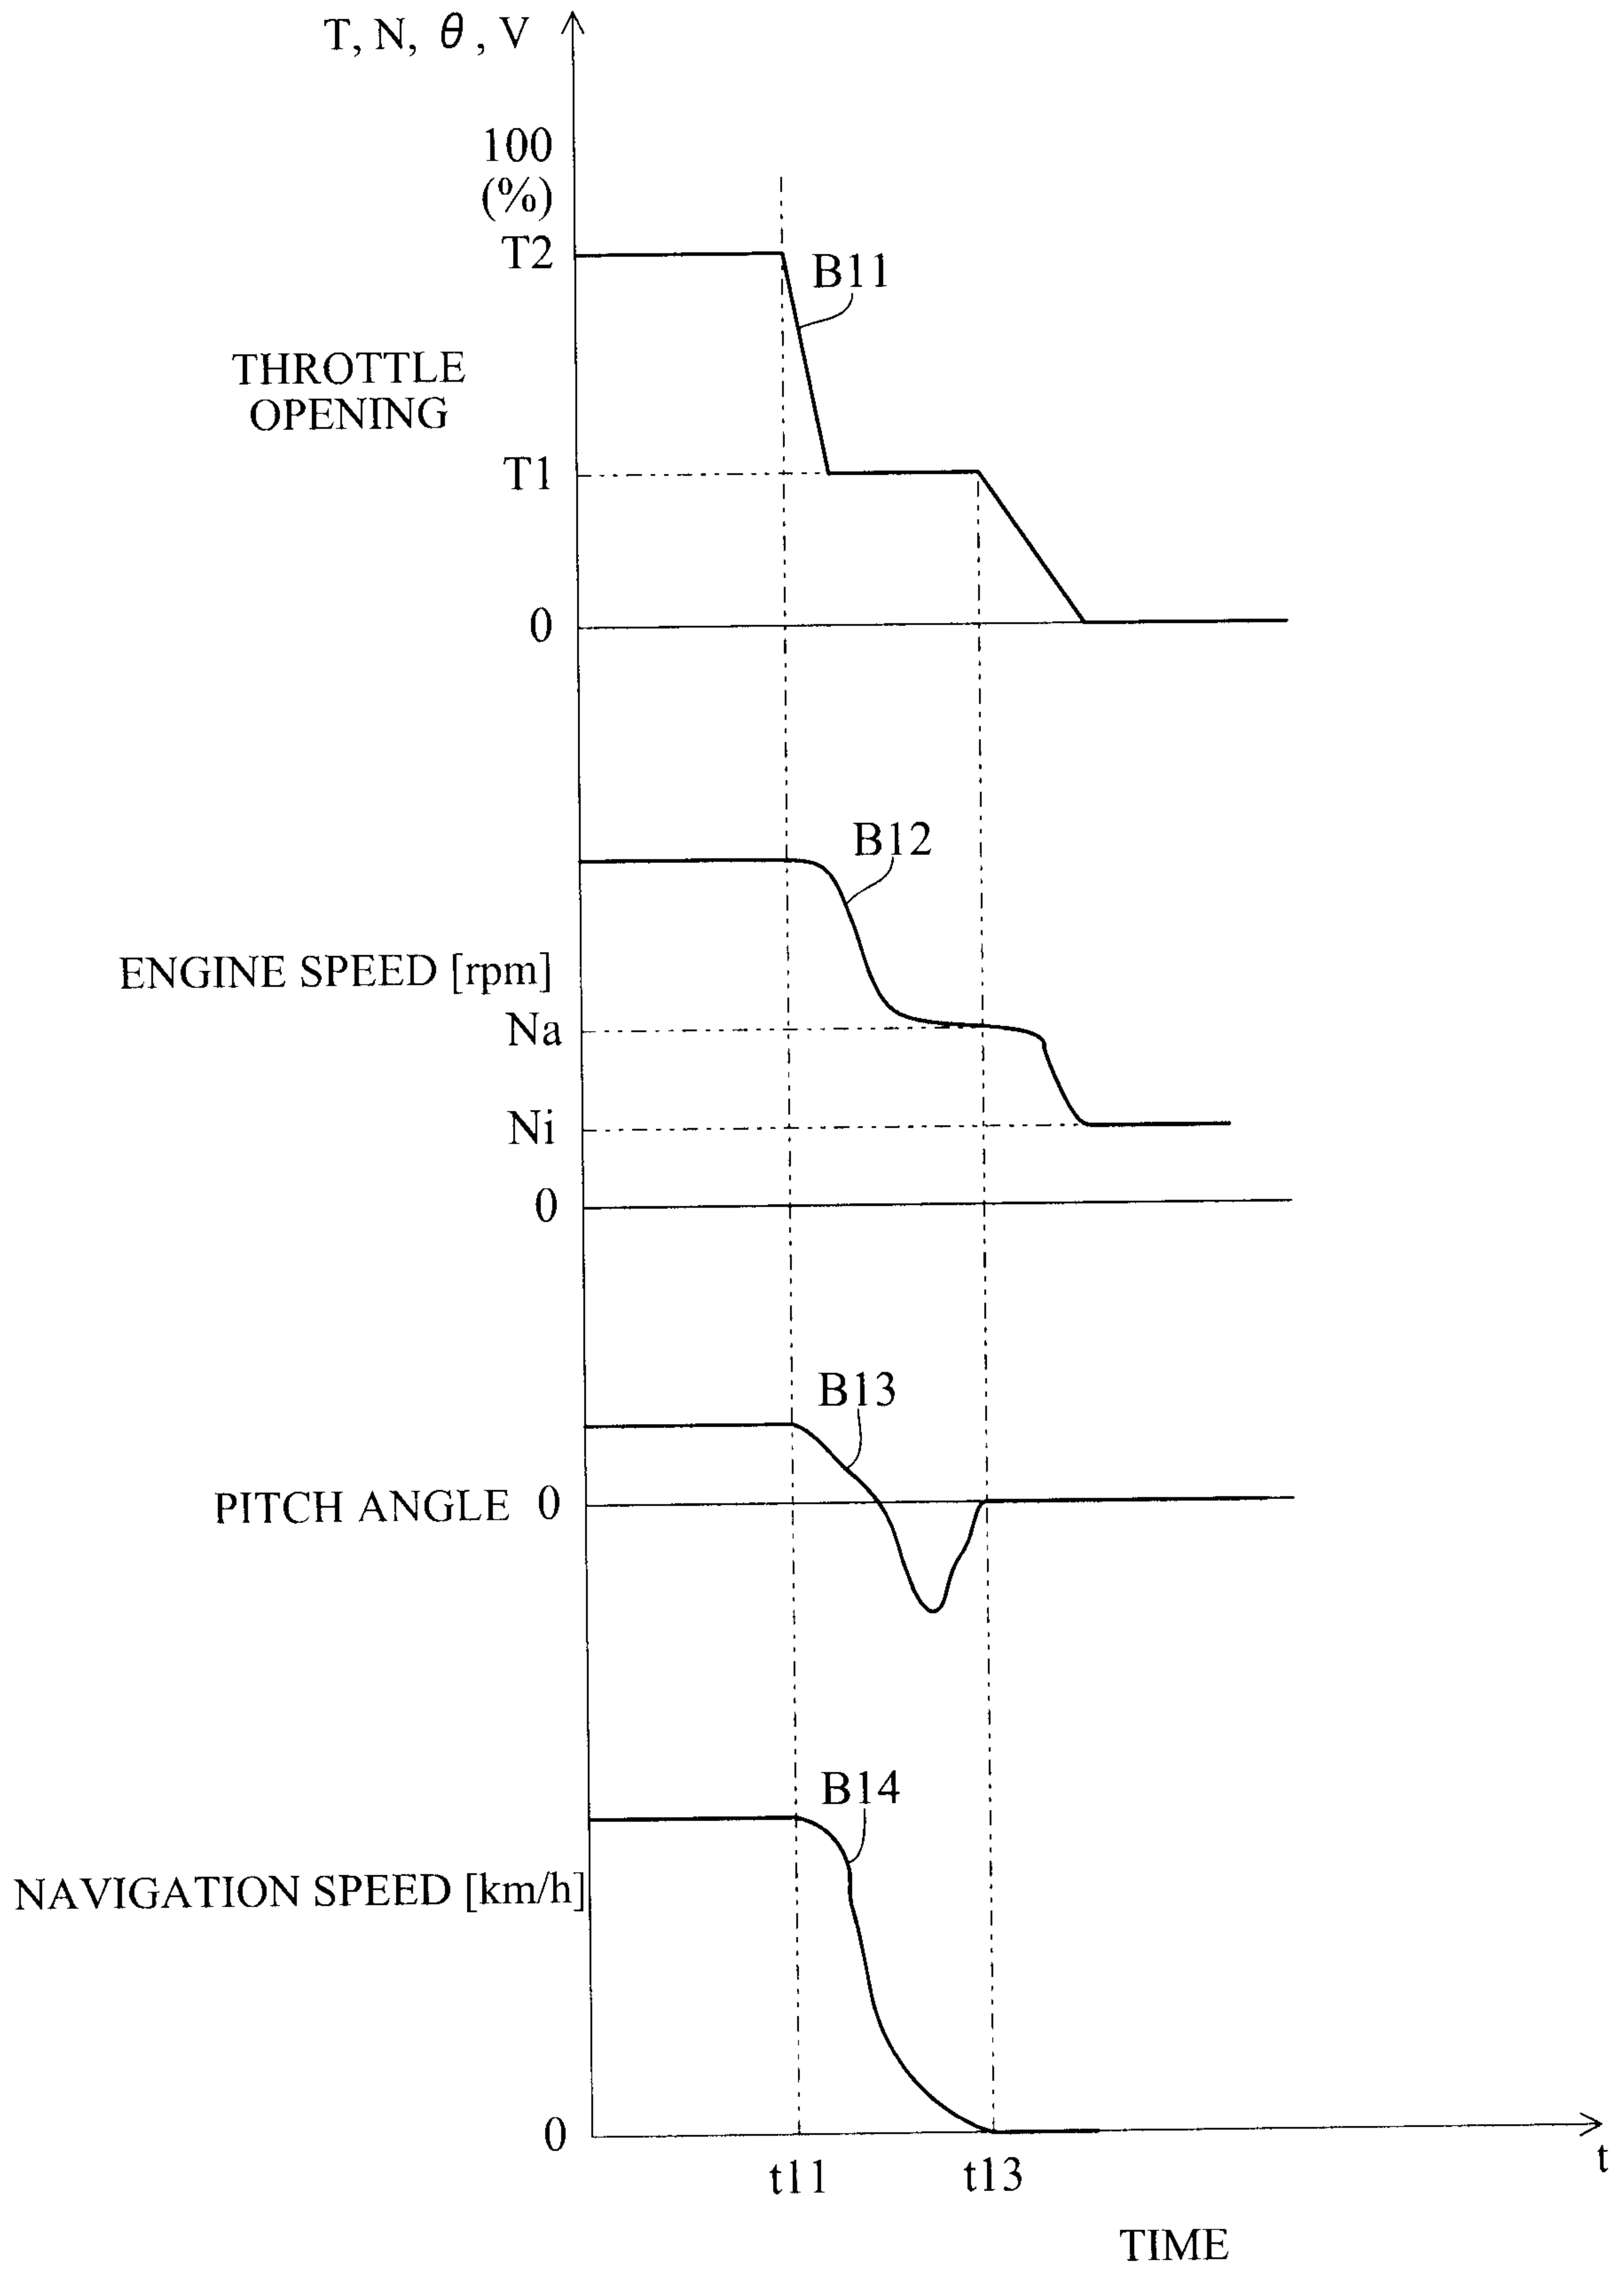 T, N, θ, V
100
(%)
T2
B11
THROTTLE
OPENING
T1
0
B12
ENGINE SPEED [rpm]
Na
Ni
0
B13
PITCH ANGLE 0
B14
NAVIGATION SPEED [km/h]
0
t11 t13 t
TIME